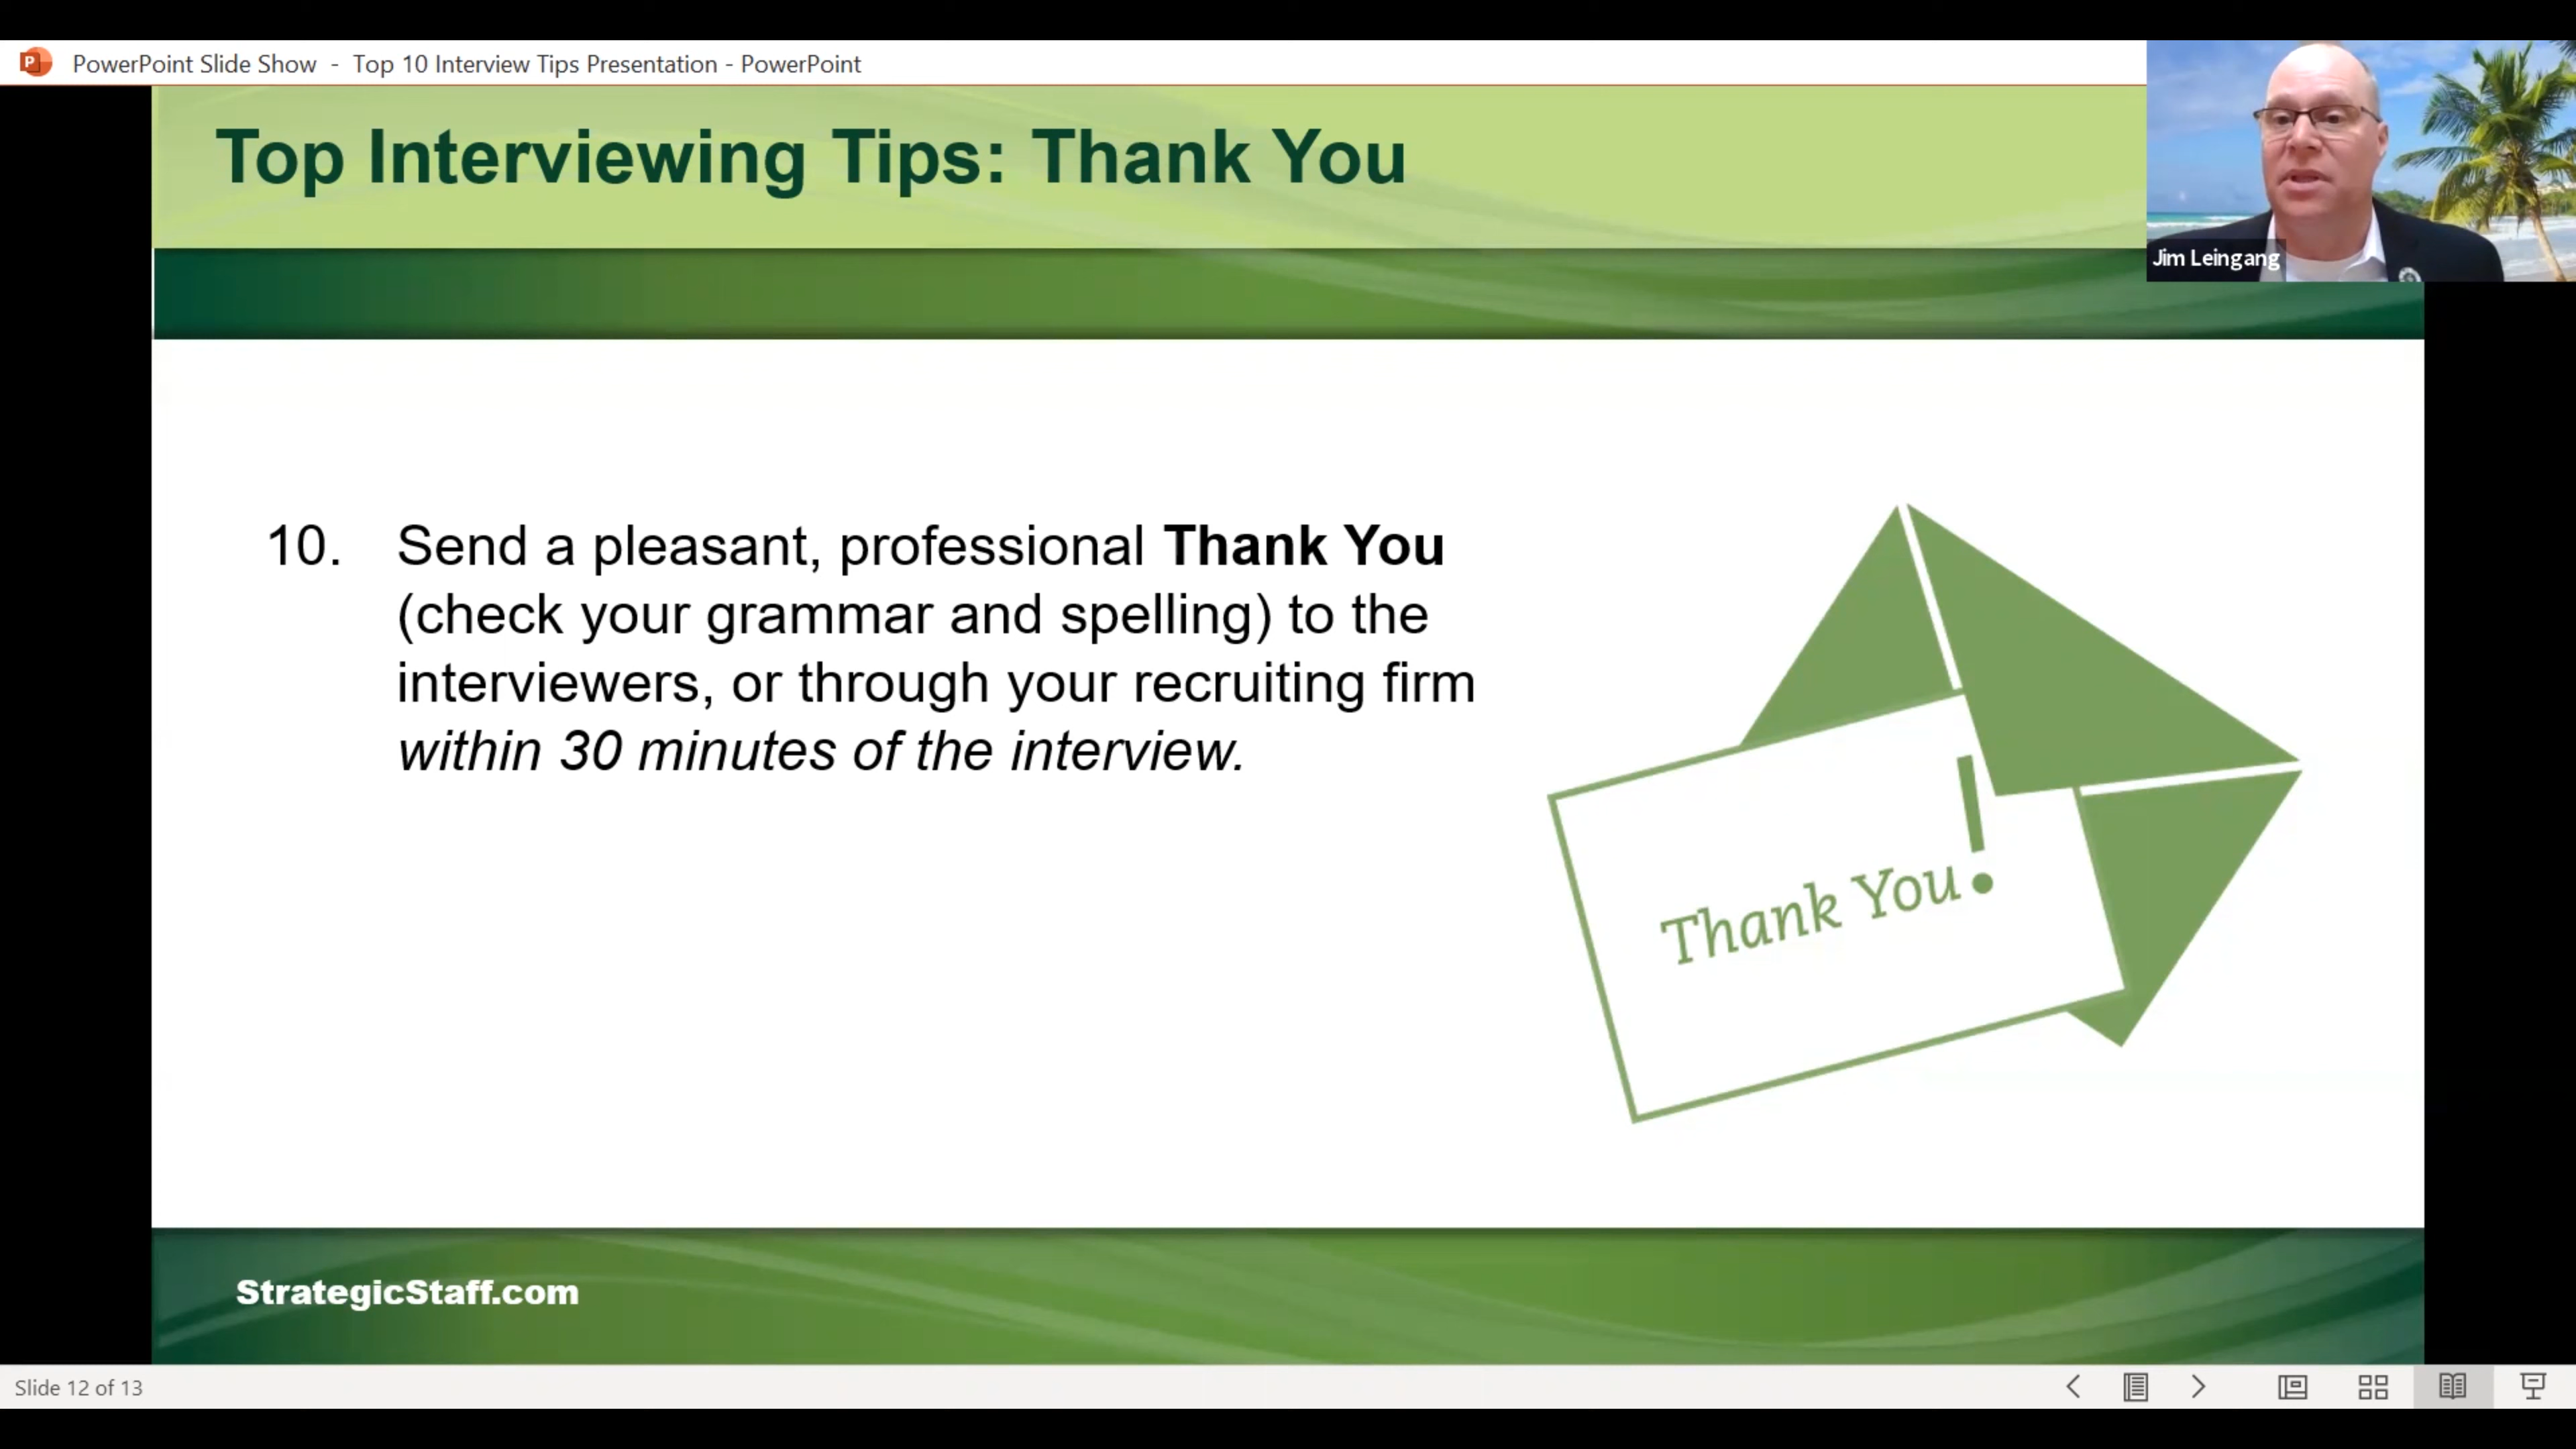 PowerPoint Slide Show - Top 10 Interview Tips Presentation - PowerPoint
Top Interviewing Tips: Thank You
Jim Leingang
10. Send a pleasant, professional Thank You
(check your grammar and spelling) to the
interviewers, or through your recruiting firm
within 30 minutes of the interview.
Thank You!
StrategicStaff.com
Slide 12 of 13